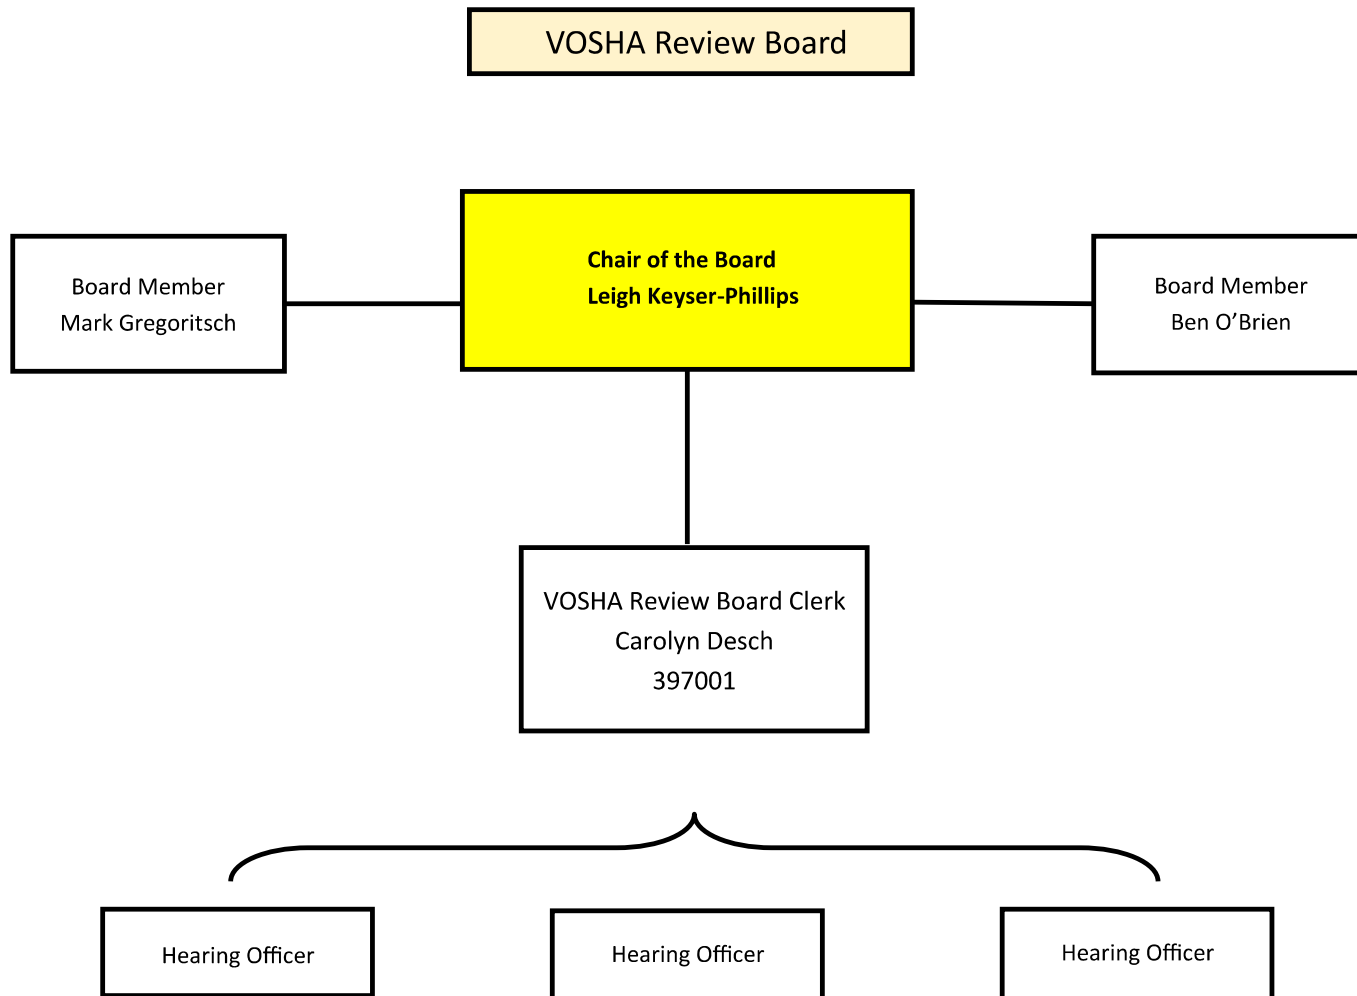 VOSHA Review Board
Chair of the Board
Leigh Keyser-Phillips
Board Member
Mark Gregoritsch
Board Member
Ben O’Brien
VOSHA Review Board Clerk
Carolyn Desch
397001
Hearing Officer
Hearing Officer
Hearing Officer